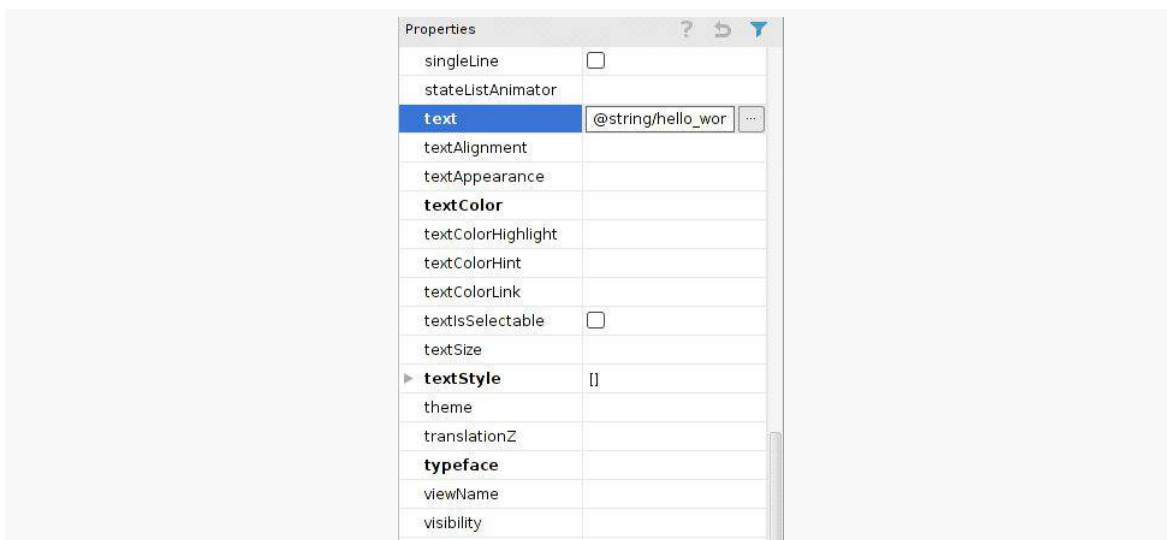 Properties ?
singleLine
stateListAnimator
text @string/hello_wor ...
textAlignment
textAppearance
textColor
textColorHighlight
textColorHint
textColorLink
textIsSelectable
textSize
textStyle []
theme
translationZ
typeface
viewName
visibility